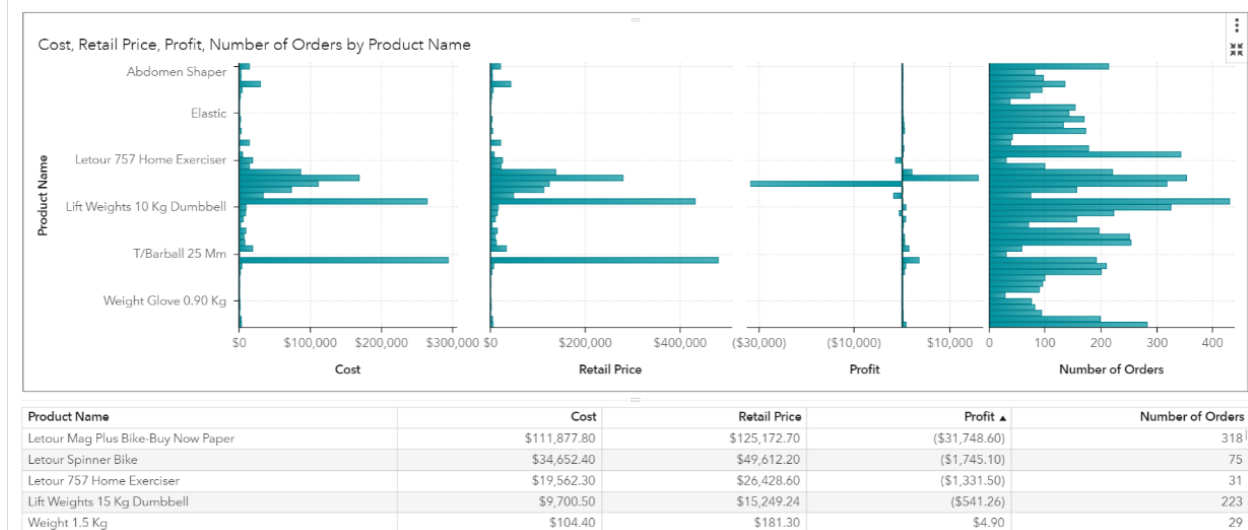 Cost, Retail Price, Profit, Number of Orders by Product Name
Product Name
Abdomen Shaper
Elastic
Letour 757 Home Exerciser
Lift Weights 10 Kg Dumbbell
T/Barball 25 Mm
Weight Glove 0.90 Kg
$0 $100,000 $200,000 $300,000 $0 $200,000 $400,000 ($30,000) ($10,000) $10,000 0 100 200 300 400
Cost Retail Price Profit Number of Orders
Product Name Cost Retail Price Profit ▲ Number of Orders
Letour Mag Plus Bike-Buy Now Paper $111,877.80 $125,172.70 ($31,748.60) 318
Letour Spinner Bike $34,652.40 $49,612.20 ($1,745.10) 75
Letour 757 Home Exerciser $19,562.30 $26,428.60 ($1,331.50) 31
Lift Weights 15 Kg Dumbbell $9,700.50 $15,249.24 ($541.26) 223
Weight 1.5 Kg $104.40 $181.30 $4.90 29